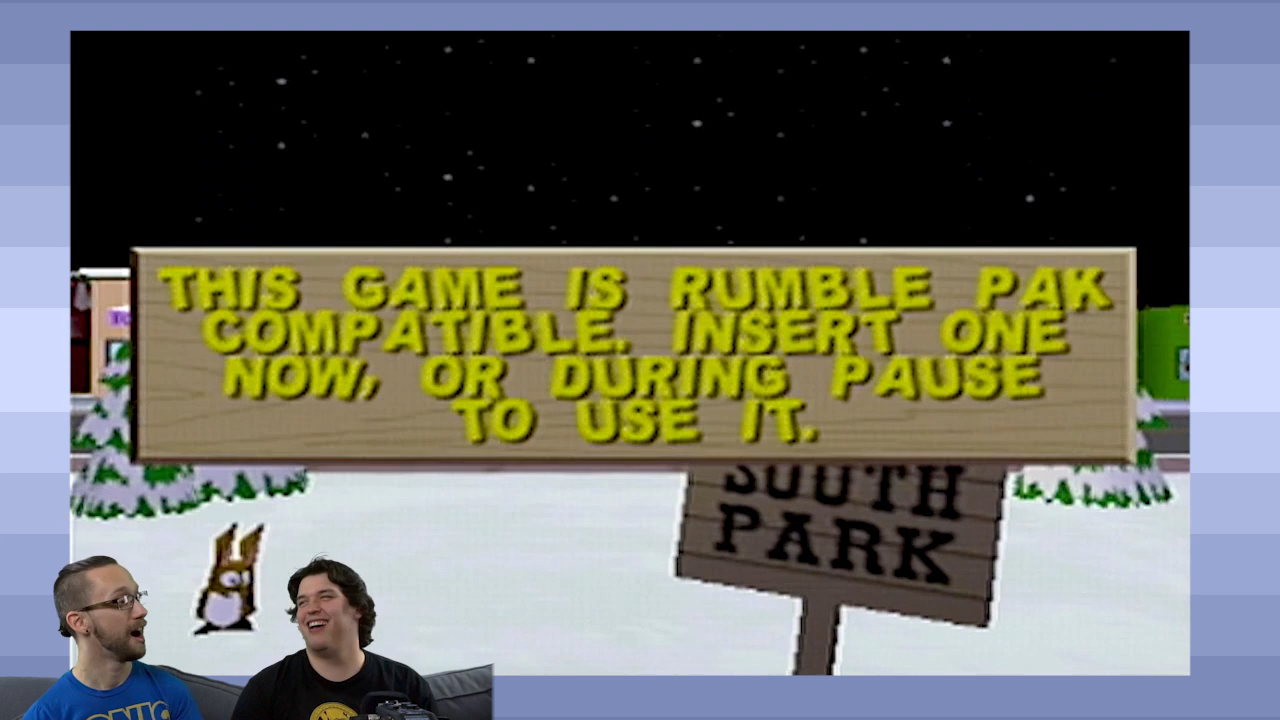 THIS GAME IS RUMBLE PAK
COMPATIBLE. INSERT ONE
NOW, OR DURING PAUSE
TO USE IT.
SOUTH
PARK